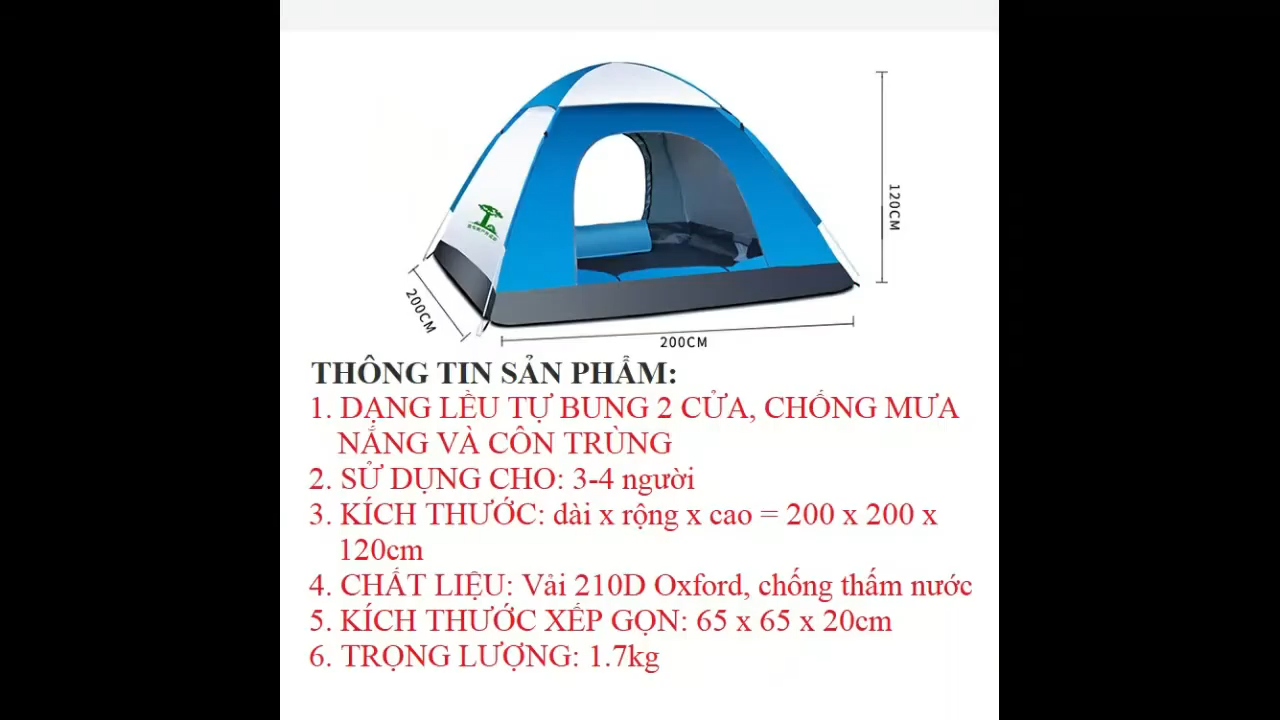 120CM
200CM
200CM
THÔNG TIN SẢN PHẨM:
1. DẠNG LỀU TỰ BUNG 2 CỬA, CHỐNG MƯA
NẮNG VÀ CÔN TRÙNG
2. SỬ DỤNG CHO: 3-4 người
3. KÍCH THƯỚC: dài x rộng x cao = 200 x 200 x
120cm
4. CHẤT LIỆU: Vải 210D Oxford, chống thấm nước
5. KÍCH THƯỚC XẾP GỌN: 65 x 65 x 20cm
6. TRỌNG LƯỢNG: 1.7kg